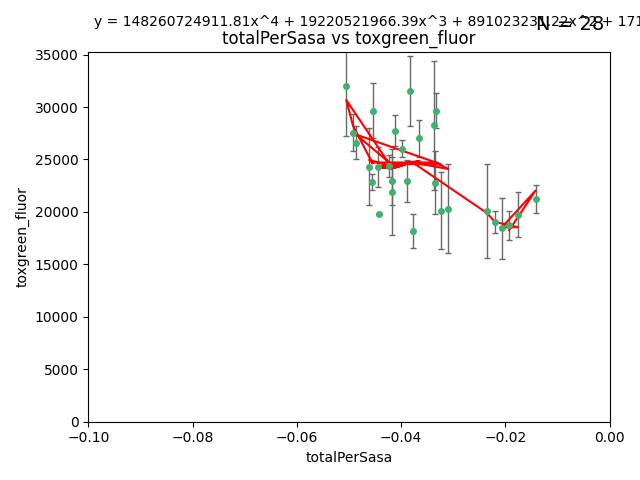 y = 148260724911.81x^4 + 19220521966.39x^3 + + 171
N = 28
totalPerSasa vs toxgreen_fluor
35000
30000
25000
20000
15000
10000
5000
0
toxgreen_fluor
−0.10
−0.08
−0.06
−0.04
−0.02
0.00
totalPerSasa